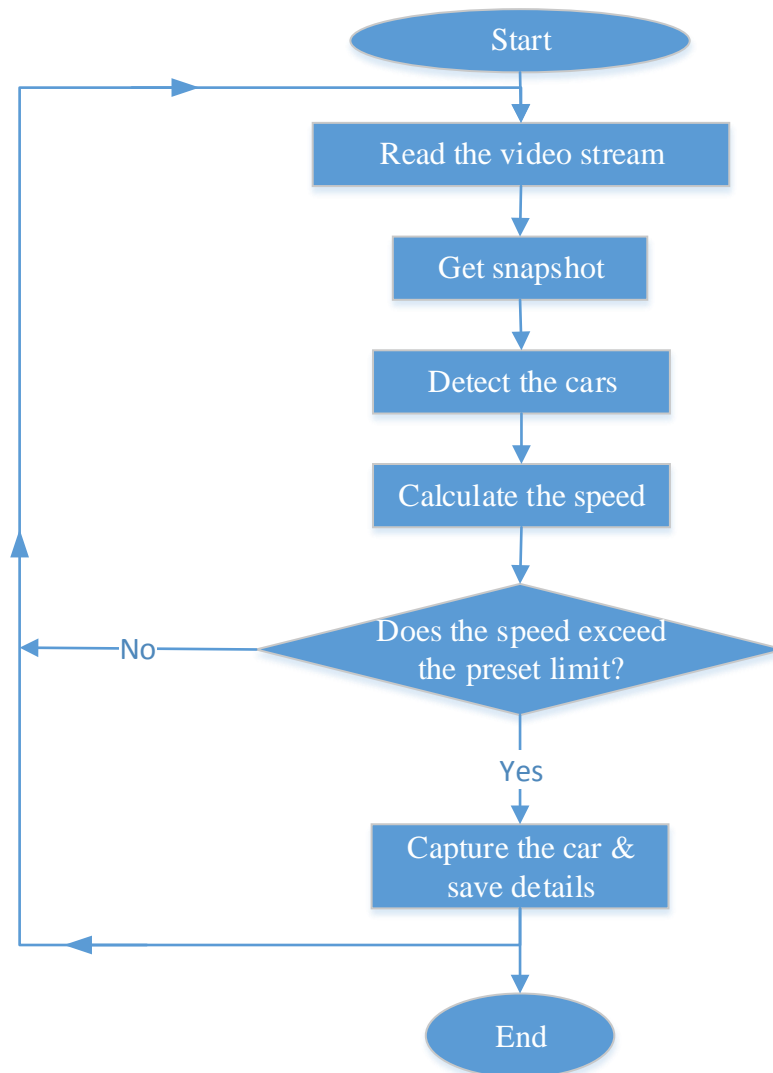 Start
Read the video stream
Get snapshot
Detect the cars
Calculate the speed
Does the speed exceed
the preset limit?
No
Yes
Capture the car &
save details
End